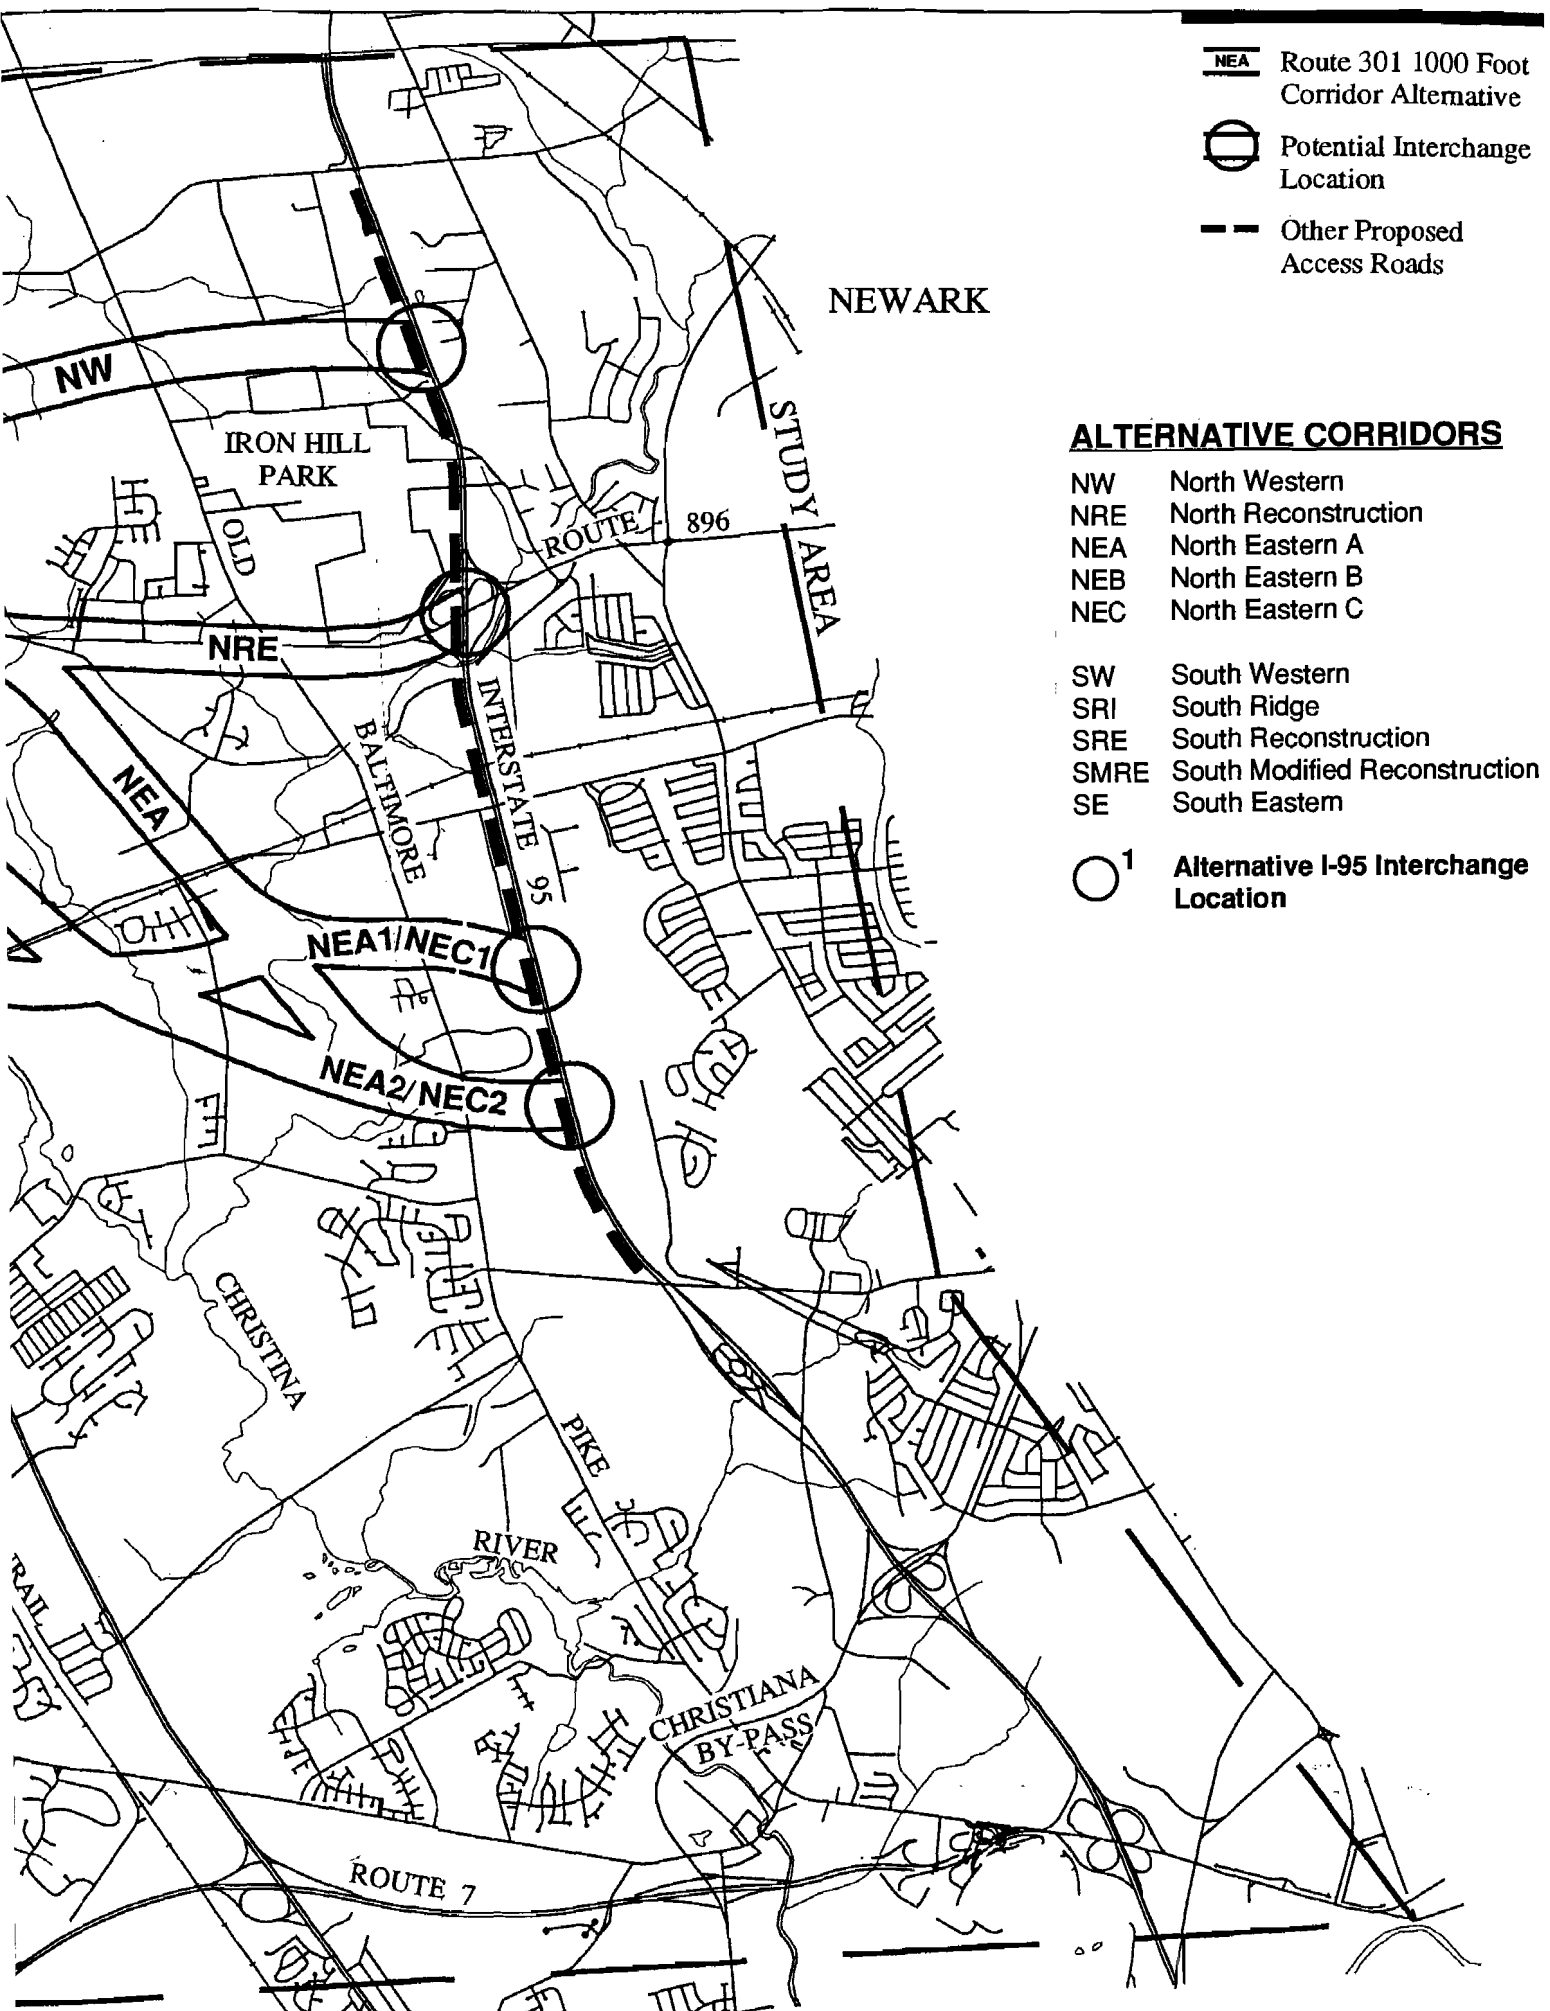 NEA Route 301 1000 Foot
Corridor Alternative
Potential Interchange
Location
Other Proposed
Access Roads
NEWARK
NW
IRON HILL
PARK
OLD
ROUTE 896
STUDY AREA
ALTERNATIVE CORRIDORS
NW North Western
NRE North Reconstruction
NEA North Eastern A
NEB North Eastern B
NEC North Eastern C
SW South Western
SRI South Ridge
SRE South Reconstruction
SMRE South Modified Reconstruction
SE South Eastern
1 Alternative I-95 Interchange
Location
NRE
BALTIMORE
INTERSTATE 95
NEA
NEA1/NEC1
NEA2/NEC2
CHRISTINA
PIKE
RIVER
RAIL
CHRISTIANA
BY-PASS
ROUTE 7